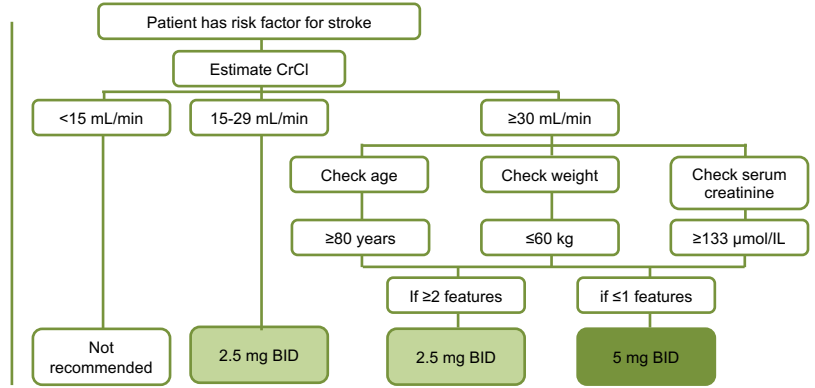 Patient has risk factor for stroke
Estimate CrCl
<15 mL/min
15-29 mL/min
≥30 mL/min
Check age
Check weight
Check serum
creatinine
≥80 years
≤60 kg
≥133 µmol/IL
If ≥2 features
if ≤1 features
Not
recommended
2.5 mg BID
2.5 mg BID
5 mg BID